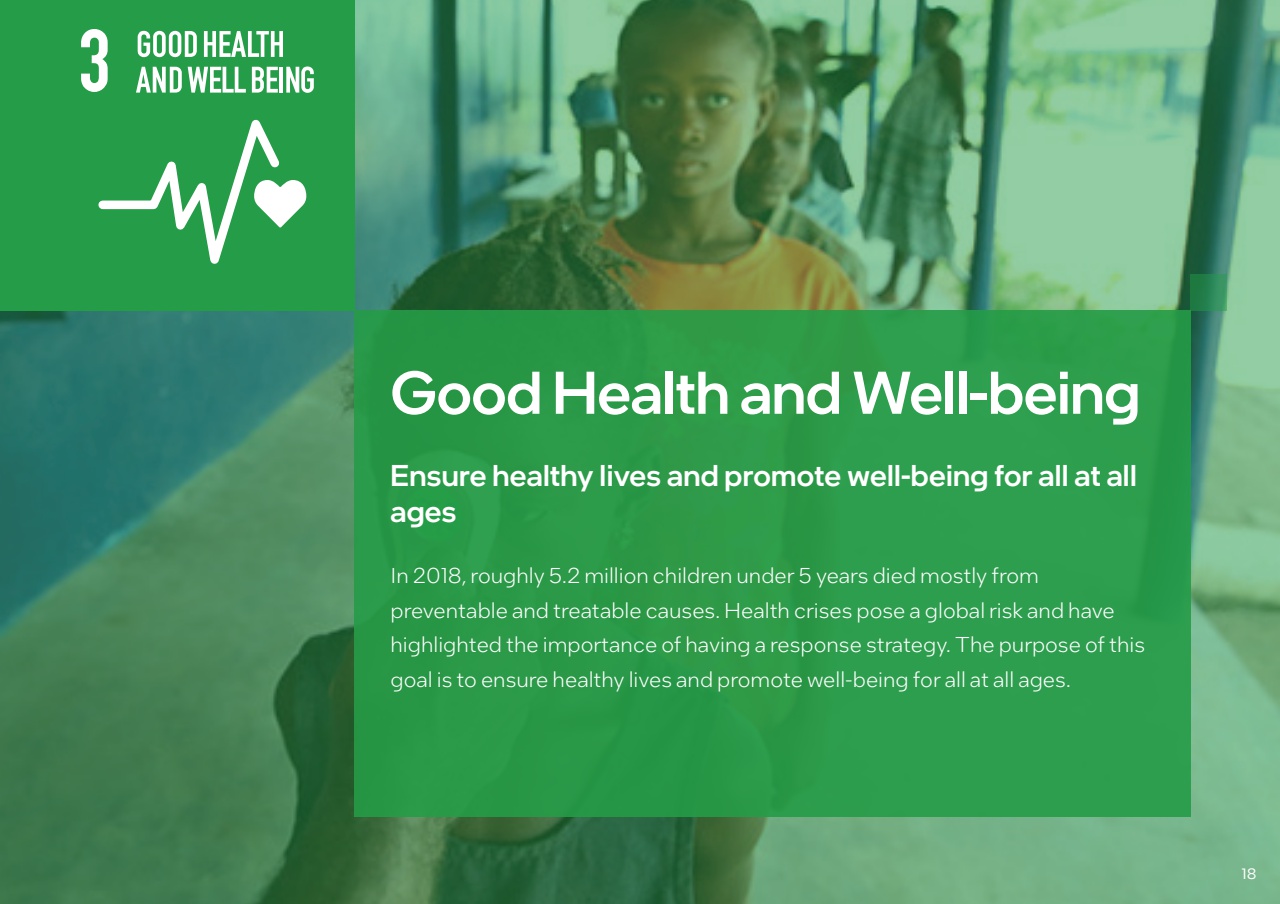 3 GOOD HEALTH
AND WELL BEING
Good Health and Well-being
Ensure healthy lives and promote well-being for all at all
ages
In 2018, roughly 5.2 million children under 5 years died mostly from
preventable and treatable causes. Health crises pose a global risk and have
highlighted the importance of having a response strategy. The purpose of this
goal is to ensure healthy lives and promote well-being for all at all ages.
18